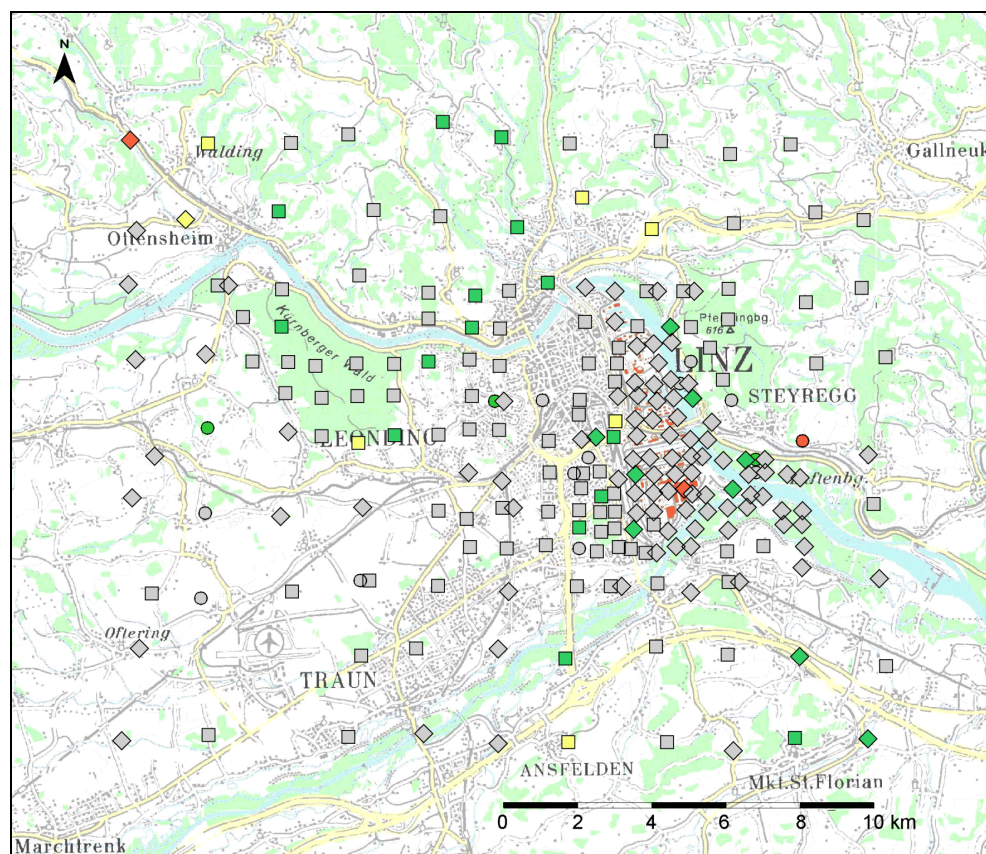 N
Walding
Gallneuk
Ottensheim
Pfenningbg.
616
Kürnberger Wald
LINZ
STEYREGG
LEONDING
Luftenbg.
Oftering
TRAUN
ANSFELDEN
Mkt.St.Florian
0 2 4 6 8 10 km
Marchtrenk